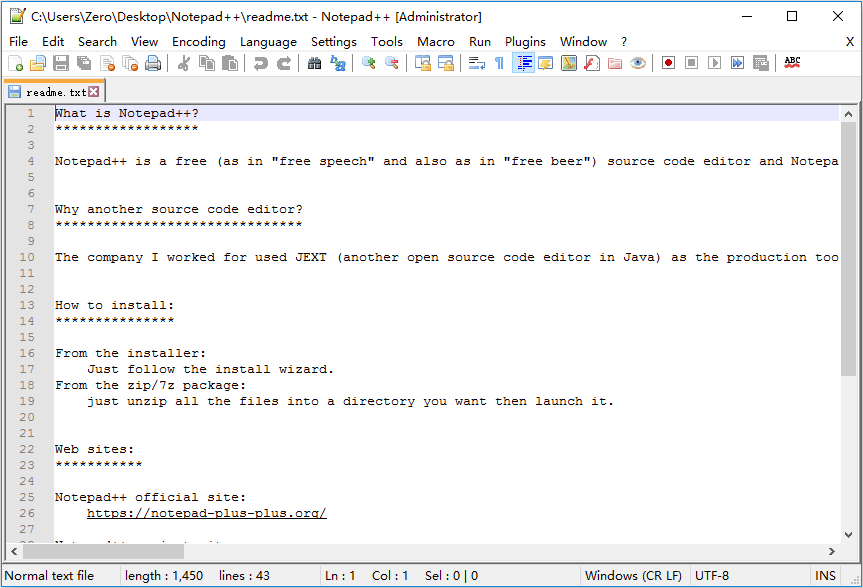 C:\Users\Zero\Desktop\Notepad++\readme.txt - Notepad++ [Administrator]
File Edit Search View Encoding Language Settings Tools Macro Run Plugins Window ? X
ABC
readme.txt
1 What is Notepad++?
2 ******************
3
4 Notepad++ is a free (as in "free speech" and also as in "free beer") source code editor and Notepa
5
6
7 Why another source code editor?
8 *******************************
9
10 The company I worked for used JEXT (another open source code editor in Java) as the production too
11
12
13 How to install:
14 ***************
15
16 From the installer:
17 Just follow the install wizard.
18 From the zip/7z package:
19 just unzip all the files into a directory you want then launch it.
20
21
22 Web sites:
23 ***********
24
25 Notepad++ official site:
26 https://notepad-plus-plus.org/
27
Normal text file length : 1,450 lines : 43 Ln : 1 Col : 1 Sel : 0 | 0 Windows (CR LF) UTF-8 INS